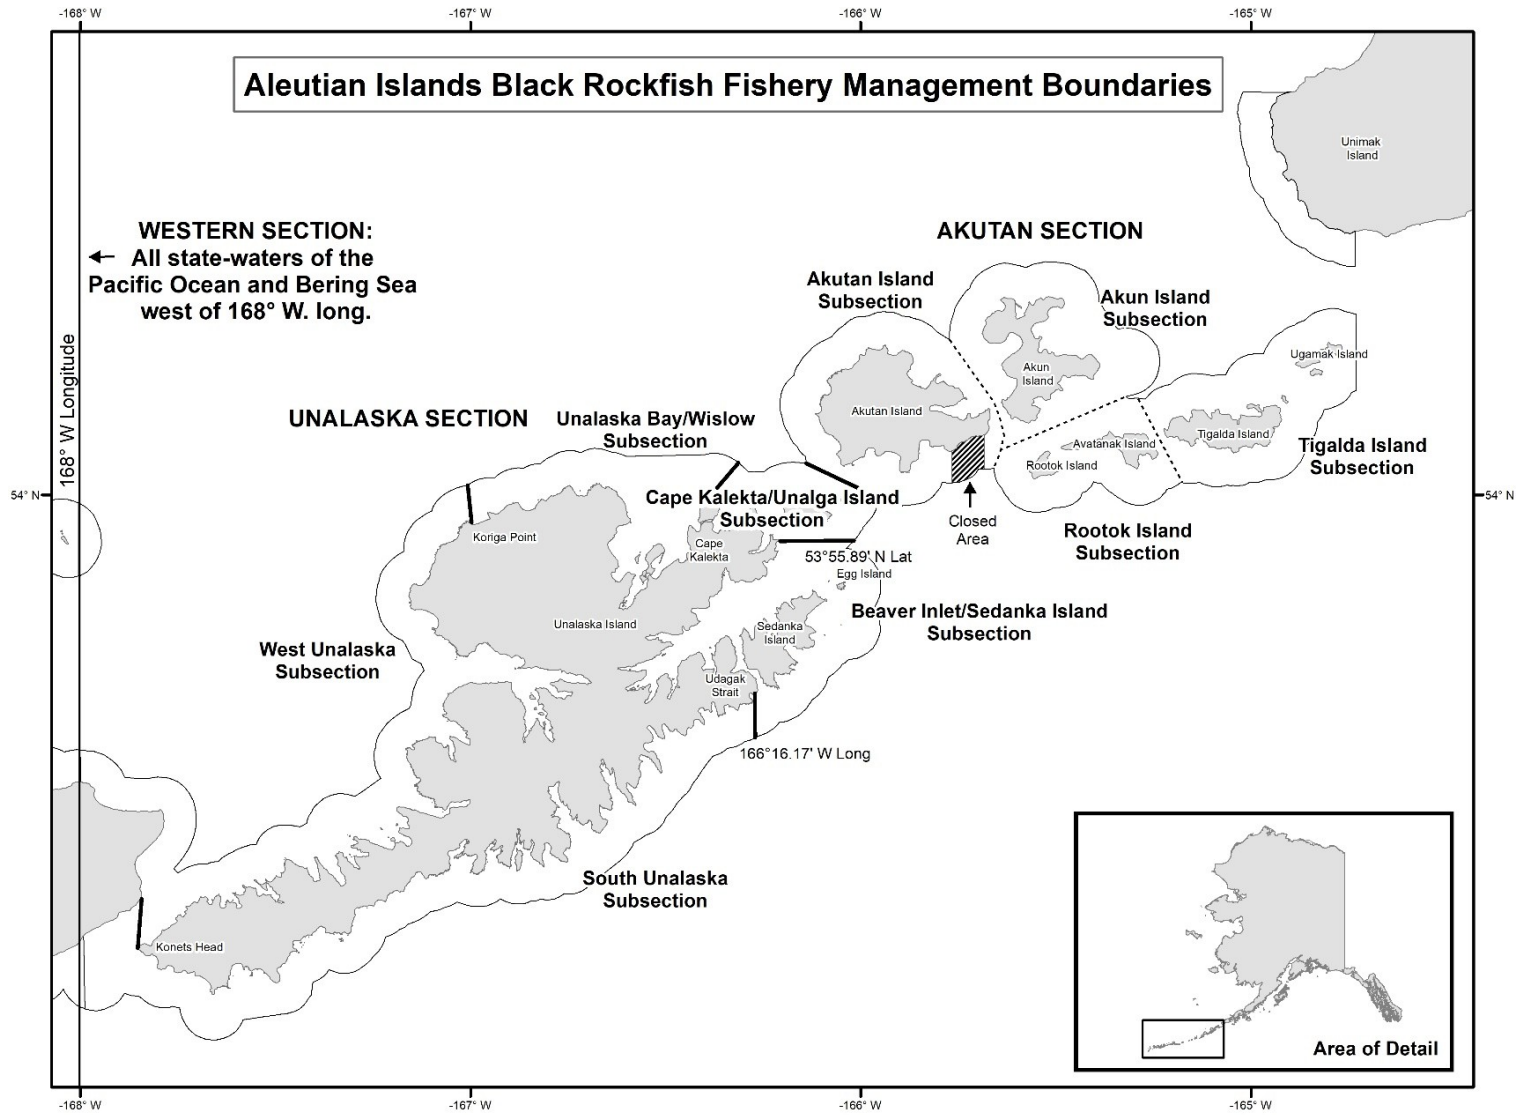 -168° W
-167° W
-166° W
-165° W
Aleutian Islands Black Rockfish Fishery Management Boundaries
Unimak
Island
WESTERN SECTION:
All state-waters of the
Pacific Ocean and Bering Sea
west of 168° W. long.
168° W Longitude
AKUTAN SECTION
Akutan Island
Subsection
Akun Island
Subsection
Ugamak Island
Akun
Island
Akutan Island
UNALASKA SECTION
Unalaska Bay/Wislow
Subsection
Tigalda Island
Avatanak Island
Rootok Island
Tigalda Island
Subsection
54° N
54° N
Cape Kalekta/Unalga Island
Subsection
Closed
Area
Rootok Island
Subsection
Koriga Point
Cape
Kalekta
53°55.89' N Lat
Egg Island
Beaver Inlet/Sedanka Island
Subsection
Unalaska Island
Sedanka
Island
West Unalaska
Subsection
Udagak
Strait
166°16.17' W Long
South Unalaska
Subsection
Konets Head
Area of Detail
-168° W
-167° W
-166° W
-165° W